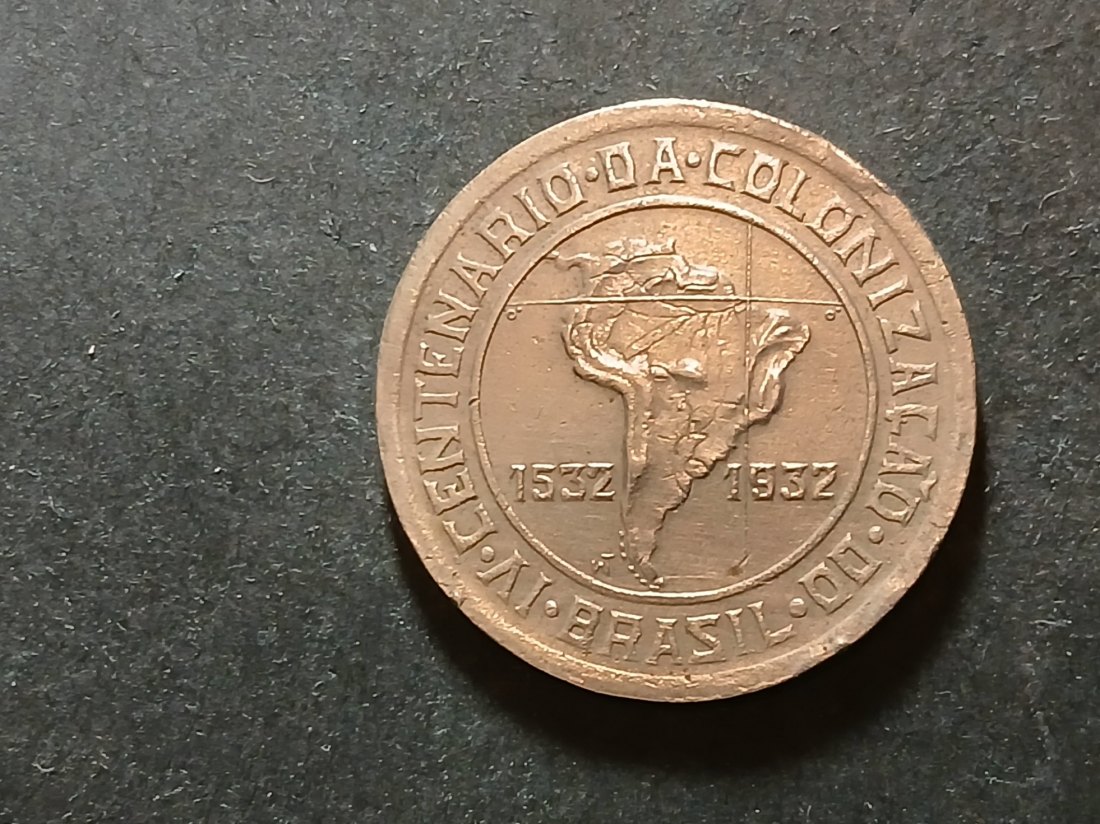 IV·CENTENARIO·DA·COLONIZAÇÃO·DO·BRASIL·
1532 1932